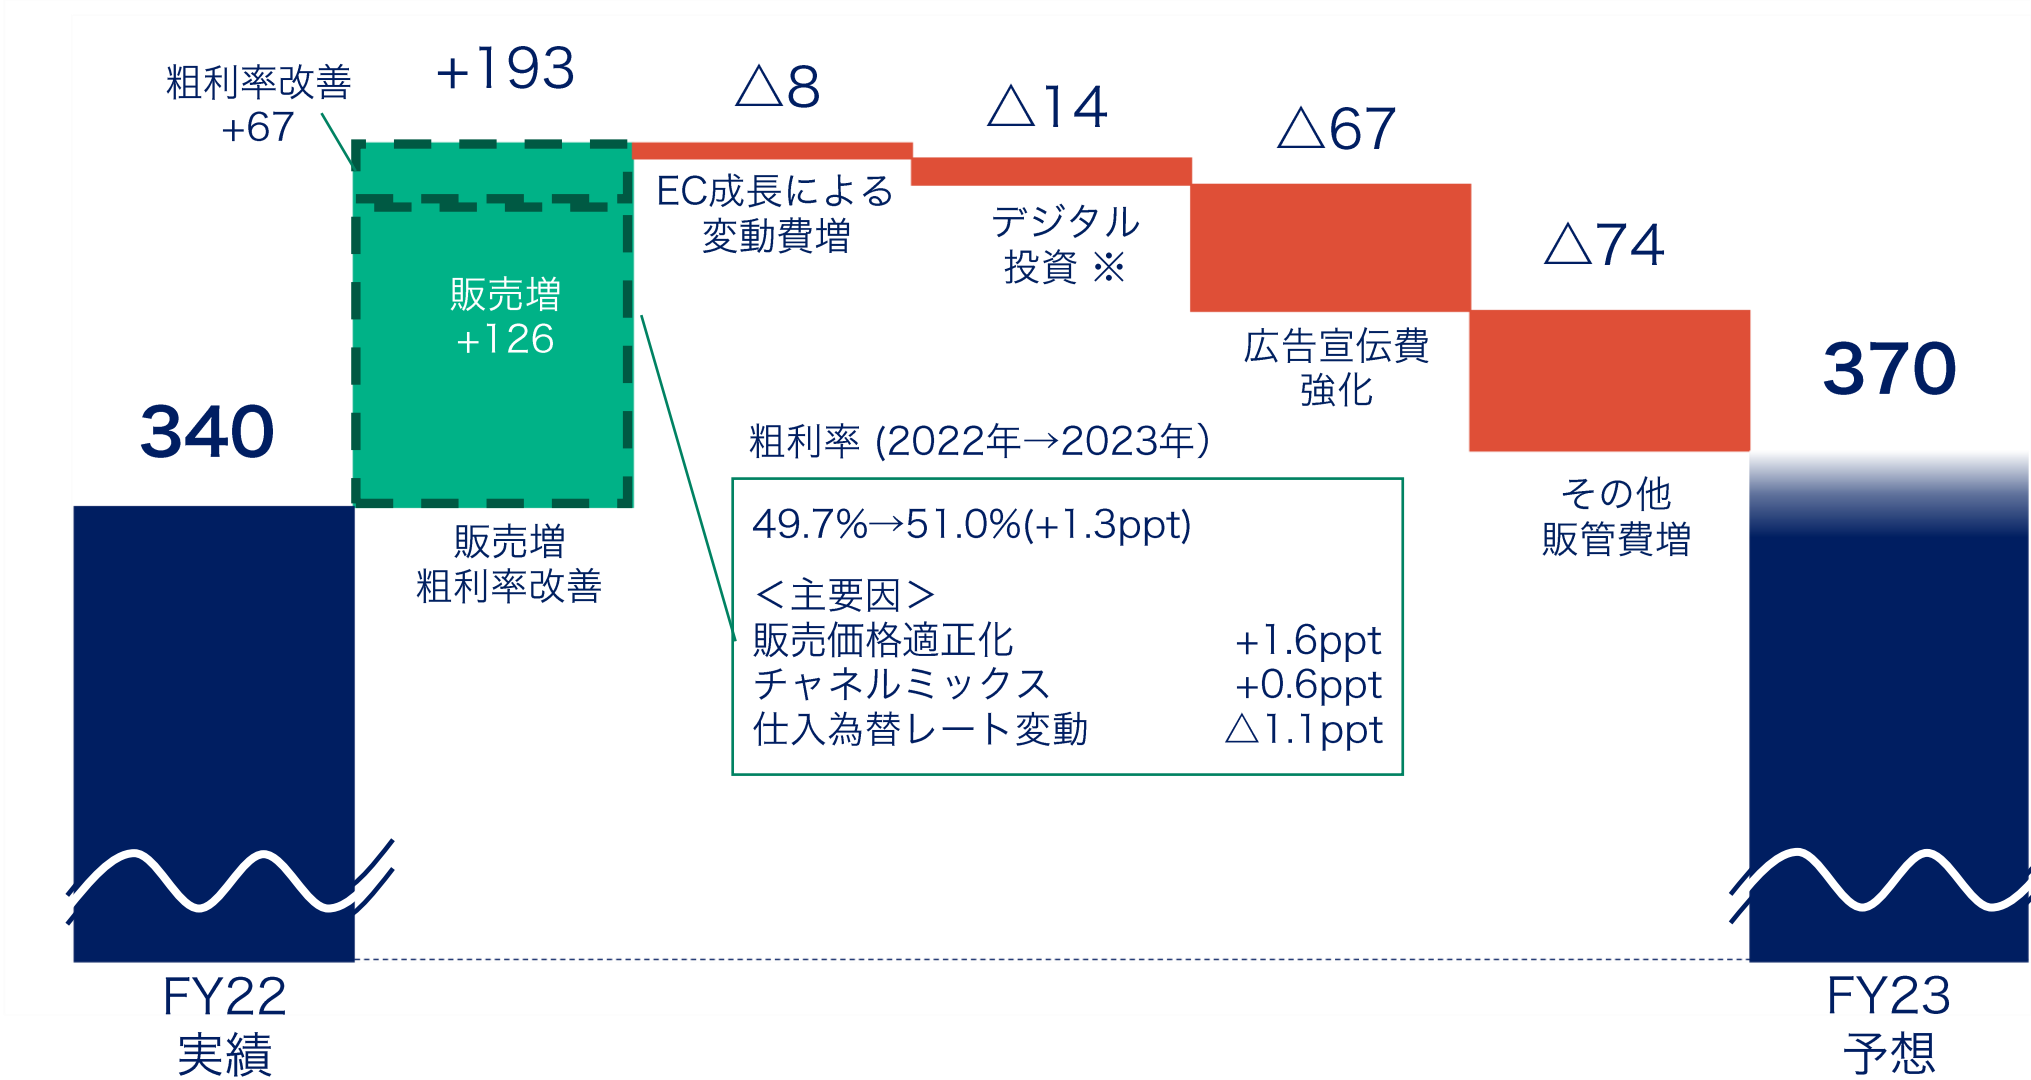 粗利率改善
+67
+193
△8
△14
△67
△74
EC成長による
変動費増
デジタル
投資 ※
販売増
+126
広告宣伝費
強化
340
370
粗利率 (2022年→2023年）
49.7%→51.0%(+1.3ppt)
＜主要因＞
販売価格適正化 +1.6ppt
チャネルミックス +0.6ppt
仕入為替レート変動 △1.1ppt
その他
販管費増
販売増
粗利率改善
FY22
実績
FY23
予想